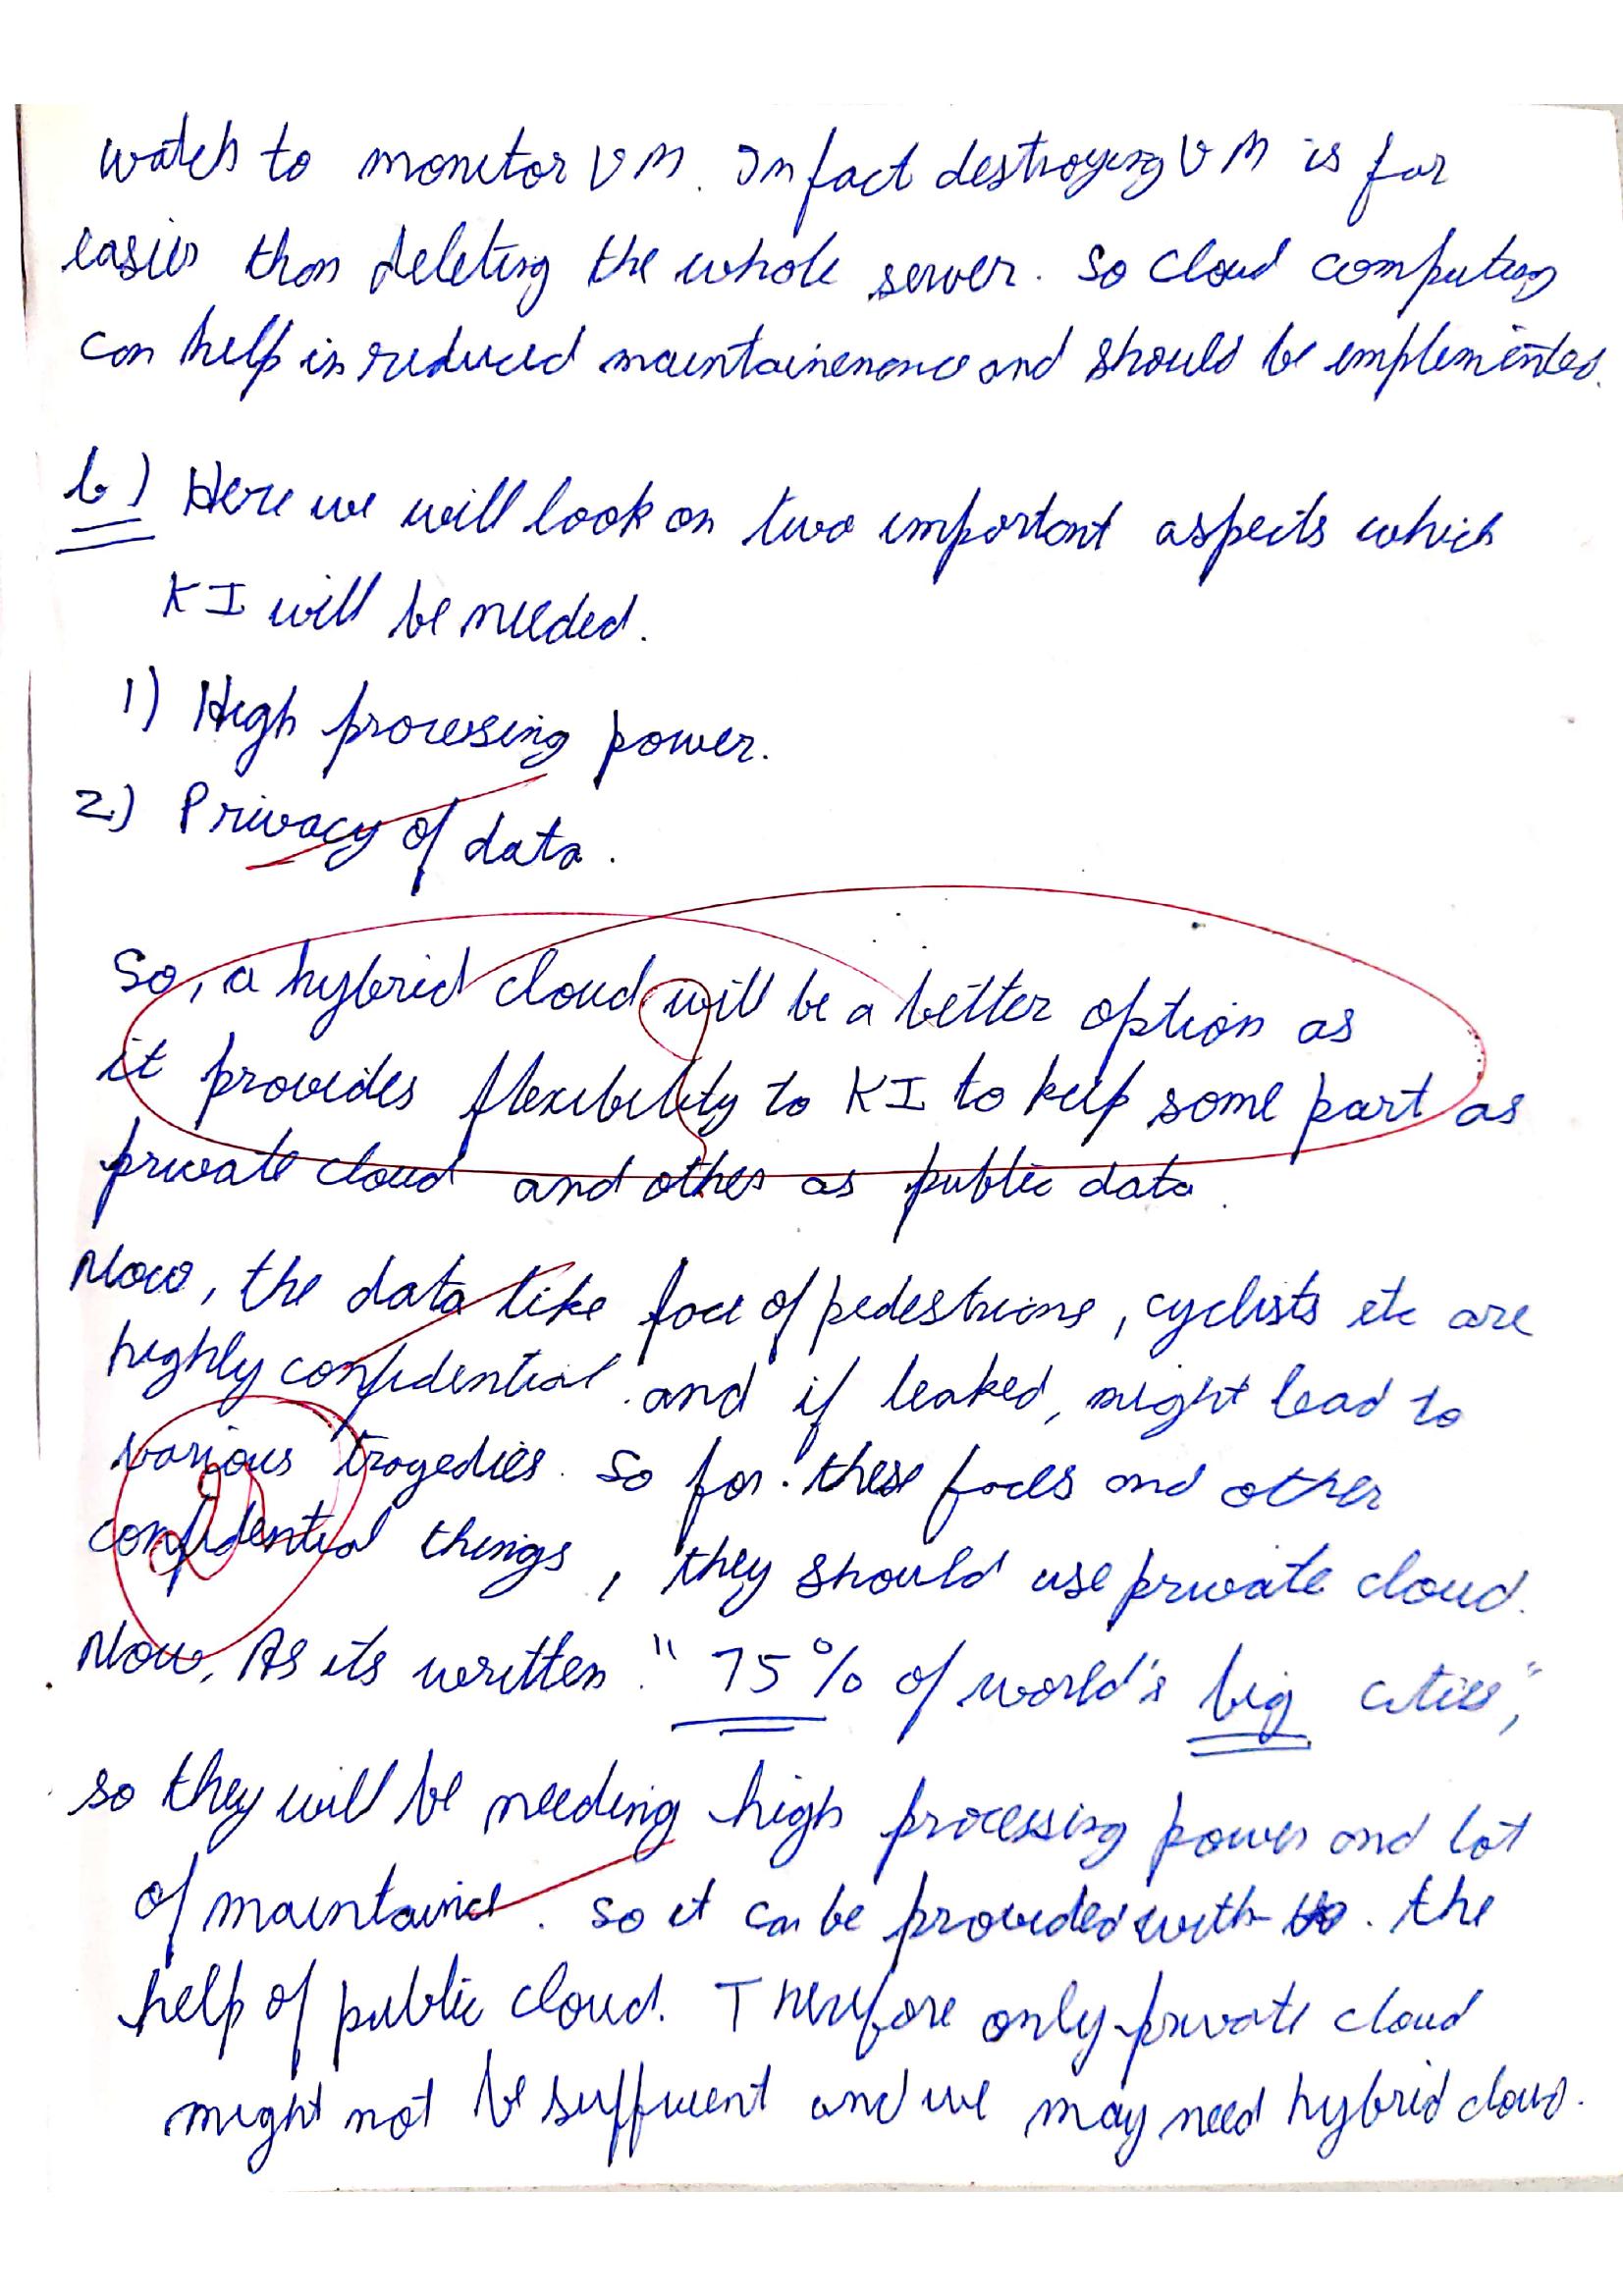 watch to monitor VM. In fact destroying VM is far
easier than deleting the whole server. So cloud computing
can help in reduced maintainenance and should be implemented.
b) Here we will look on two important aspects which
KI will be needed.
1) High processing power.
2) Privacy of data.
So, a hybrid cloud will be a better option as
it provides flexibility to KI to keep some part as
private cloud and other as public data.
Now, the data like face of pedestrians, cyclists etc are
highly confidential and if leaked, might lead to
various tragedies. So for these faces and other
confidential things, they should use private cloud.
Now, As its written "75% of world's big cities",
so they will be needing high processing power and lot
of maintaince. So it can be provided with the
help of public cloud. Therefore only private cloud
might not be sufficient and we may need hybrid cloud.